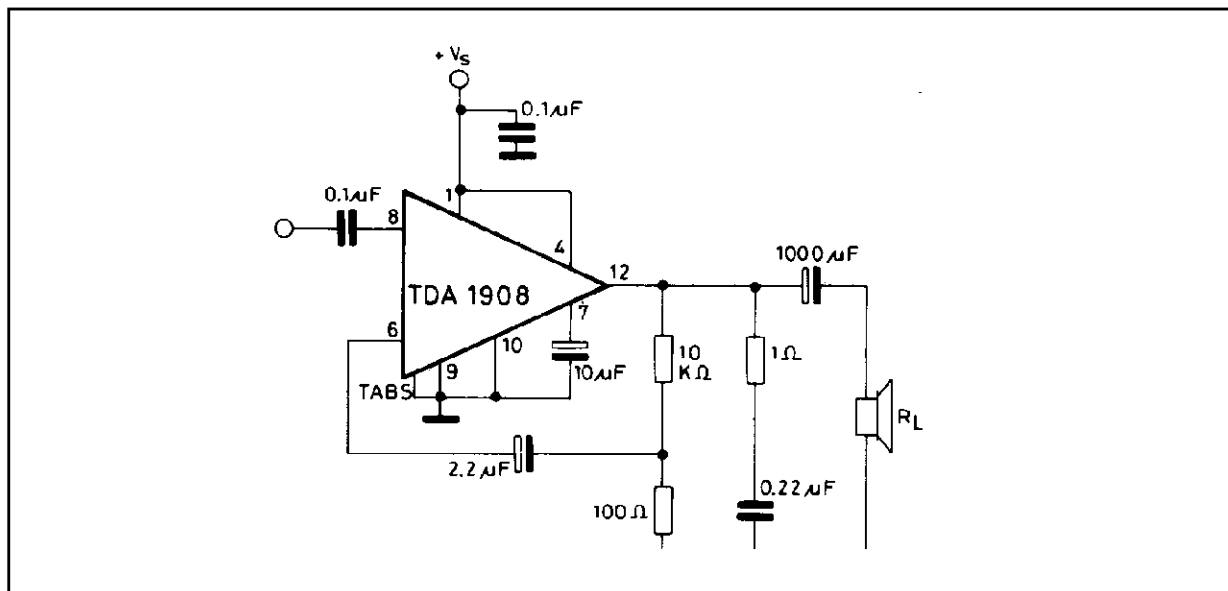 + Vs
0.1µF
0.1µF
1
8
4
1000µF
12
TDA 1908
7
6
10
10
KΩ
1Ω
9
10µF
TABS
RL
2.2µF
0.22µF
100Ω